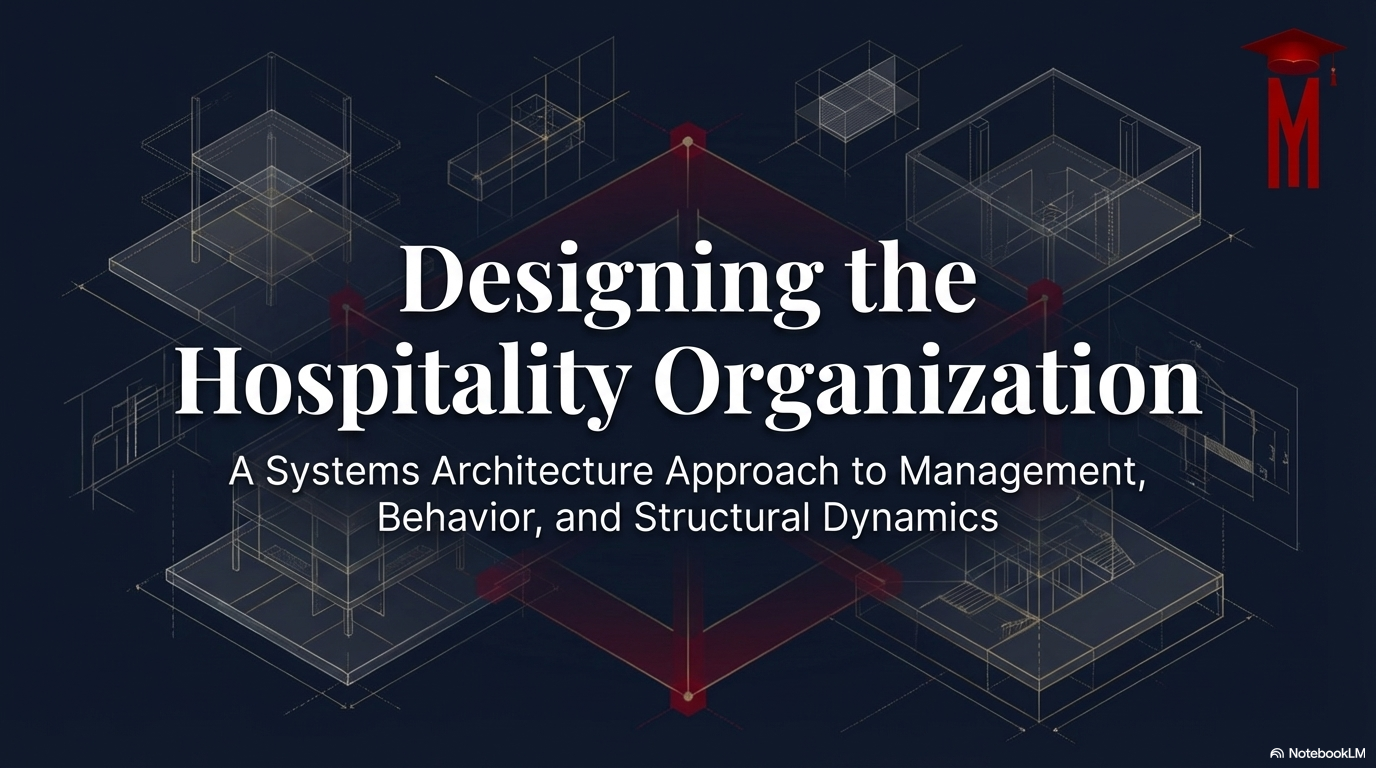 Designing the
Hospitality Organization
A Systems Architecture Approach to Management,
Behavior, and Structural Dynamics
M
NotebookLM